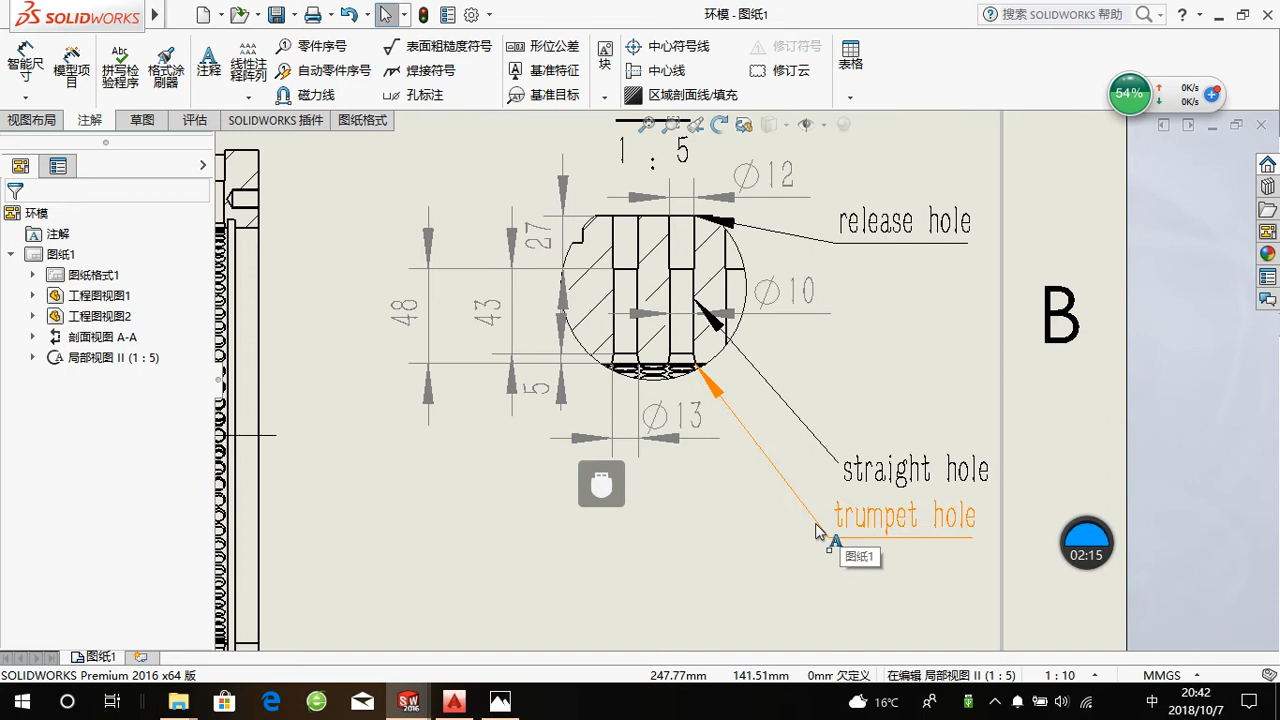 SOLIDWORKS
环模 - 图纸1
搜索 SOLIDWORKS 帮助
智能尺寸
模型项目
拼写检验程序
格式涂刷器
注释
线性注释阵列
零件序号
自动零件序号
磁力线
表面粗糙度符号
焊接符号
孔标注
形位公差
基准特征
基准目标
块
中心符号线
中心线
区域剖面线/填充
修订符号
修订云
表格
54%
0K/s
0K/s
视图布局
注解
草图
评估
SOLIDWORKS 插件
图纸格式
环模
注解
图纸1
图纸格式1
工程图视图1
工程图视图2
剖面视图 A-A
局部视图 II (1 : 5)
1 : 5
∅12
27
release hole
48
43
∅10
B
5
∅13
straight hole
trumpet hole
图纸1
02:15
图纸1
SOLIDWORKS Premium 2016 x64 版
247.77mm
141.51mm
0mm 欠定义
在编辑 局部视图 II (1 : 5)
1 : 10
MMGS
16°C
中
20:42
2018/10/7